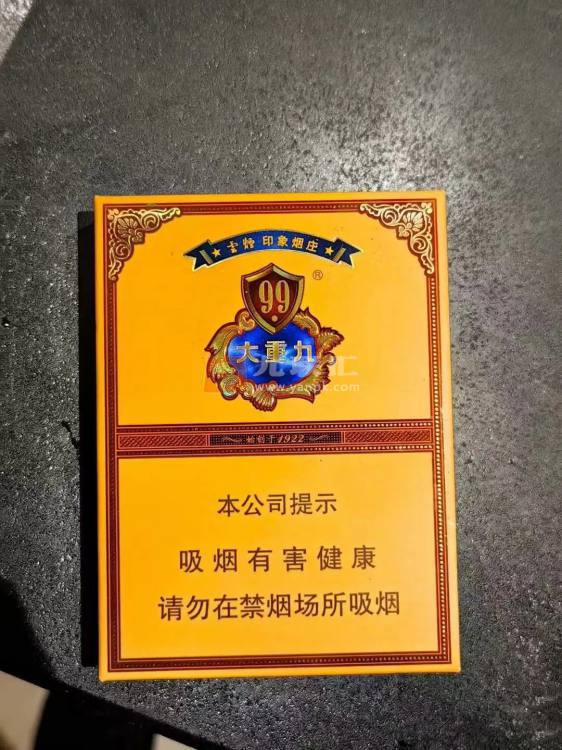 云烟 印象烟庄
99
®
大重九
www.yanpk.com
始创于1922
本公司提示
吸烟有害健康
请勿在禁烟场所吸烟